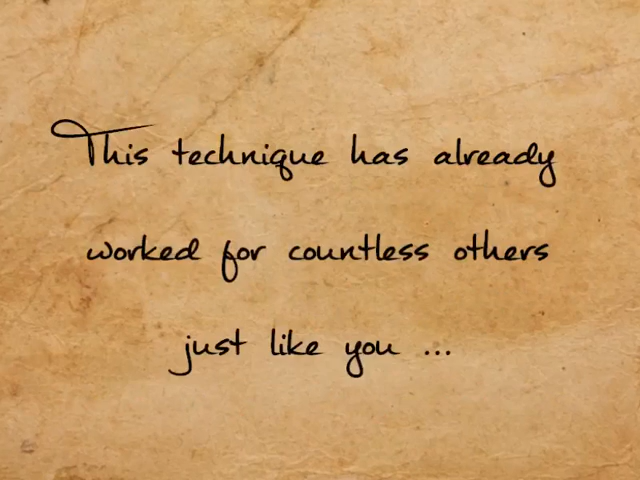 This technique has already
worked for countless others
just like you ...